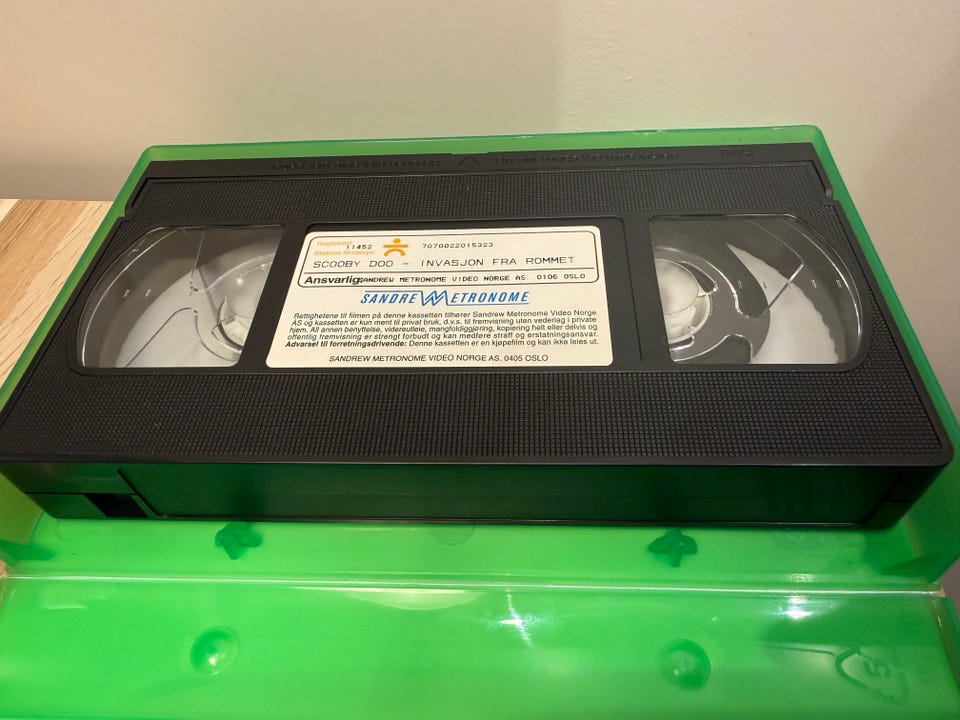 Registrert 11452
Statens filmtilsyn
7070022015323
SCOOBY DOO - INVASJON FRA ROMMET
Ansvarlig: SANDREW METRONOME VIDEO NORGE AS. 0106 OSLO
SANDREW METRONOME
Rettighetene til filmen på denne kassetten tilhører Sandrew Metronome Video Norge
AS og kassetten er kun ment til privat bruk, d.v.s. til fremvisning uten vederlag i private
hjem. All annen benyttelse, videoutleie, mangfoldiggjøring, kopiering helt eller delvis og
offentlig fremvisning er strengt forbudt og kan medføre straff og erstatningsansvar.
Advarsel til forretningsdrivende: Denne kassetten er en kjøpefilm og kan ikke leies ut.
SANDREW METRONOME VIDEO NORGE AS. 0405 OSLO
5